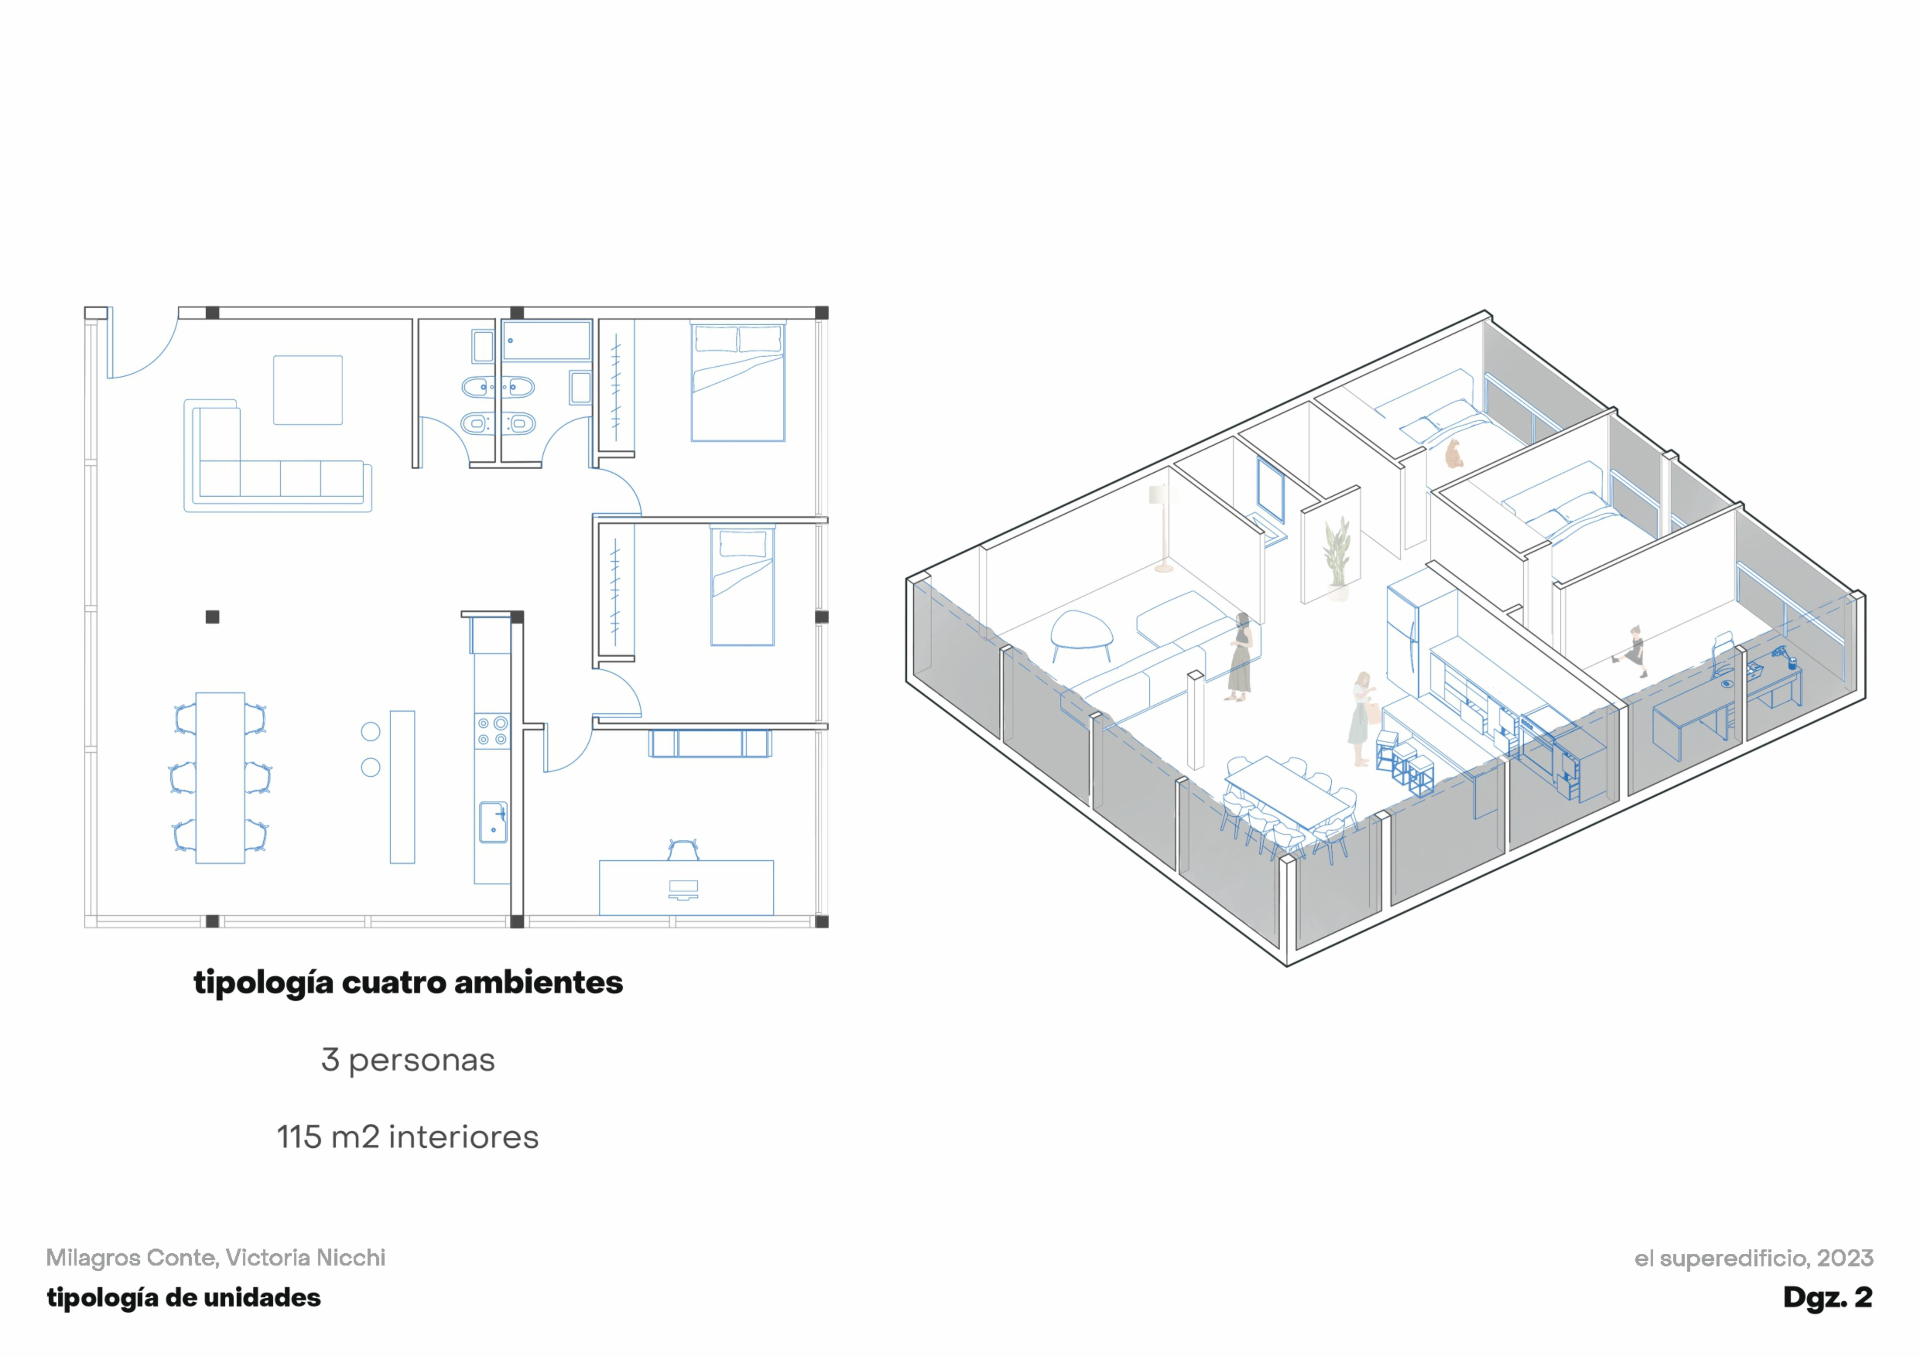 tipología cuatro ambientes
3 personas
115 m2 interiores
Milagros Conte, Victoria Nicchi
tipología de unidades
el superedificio, 2023
Dgz. 2